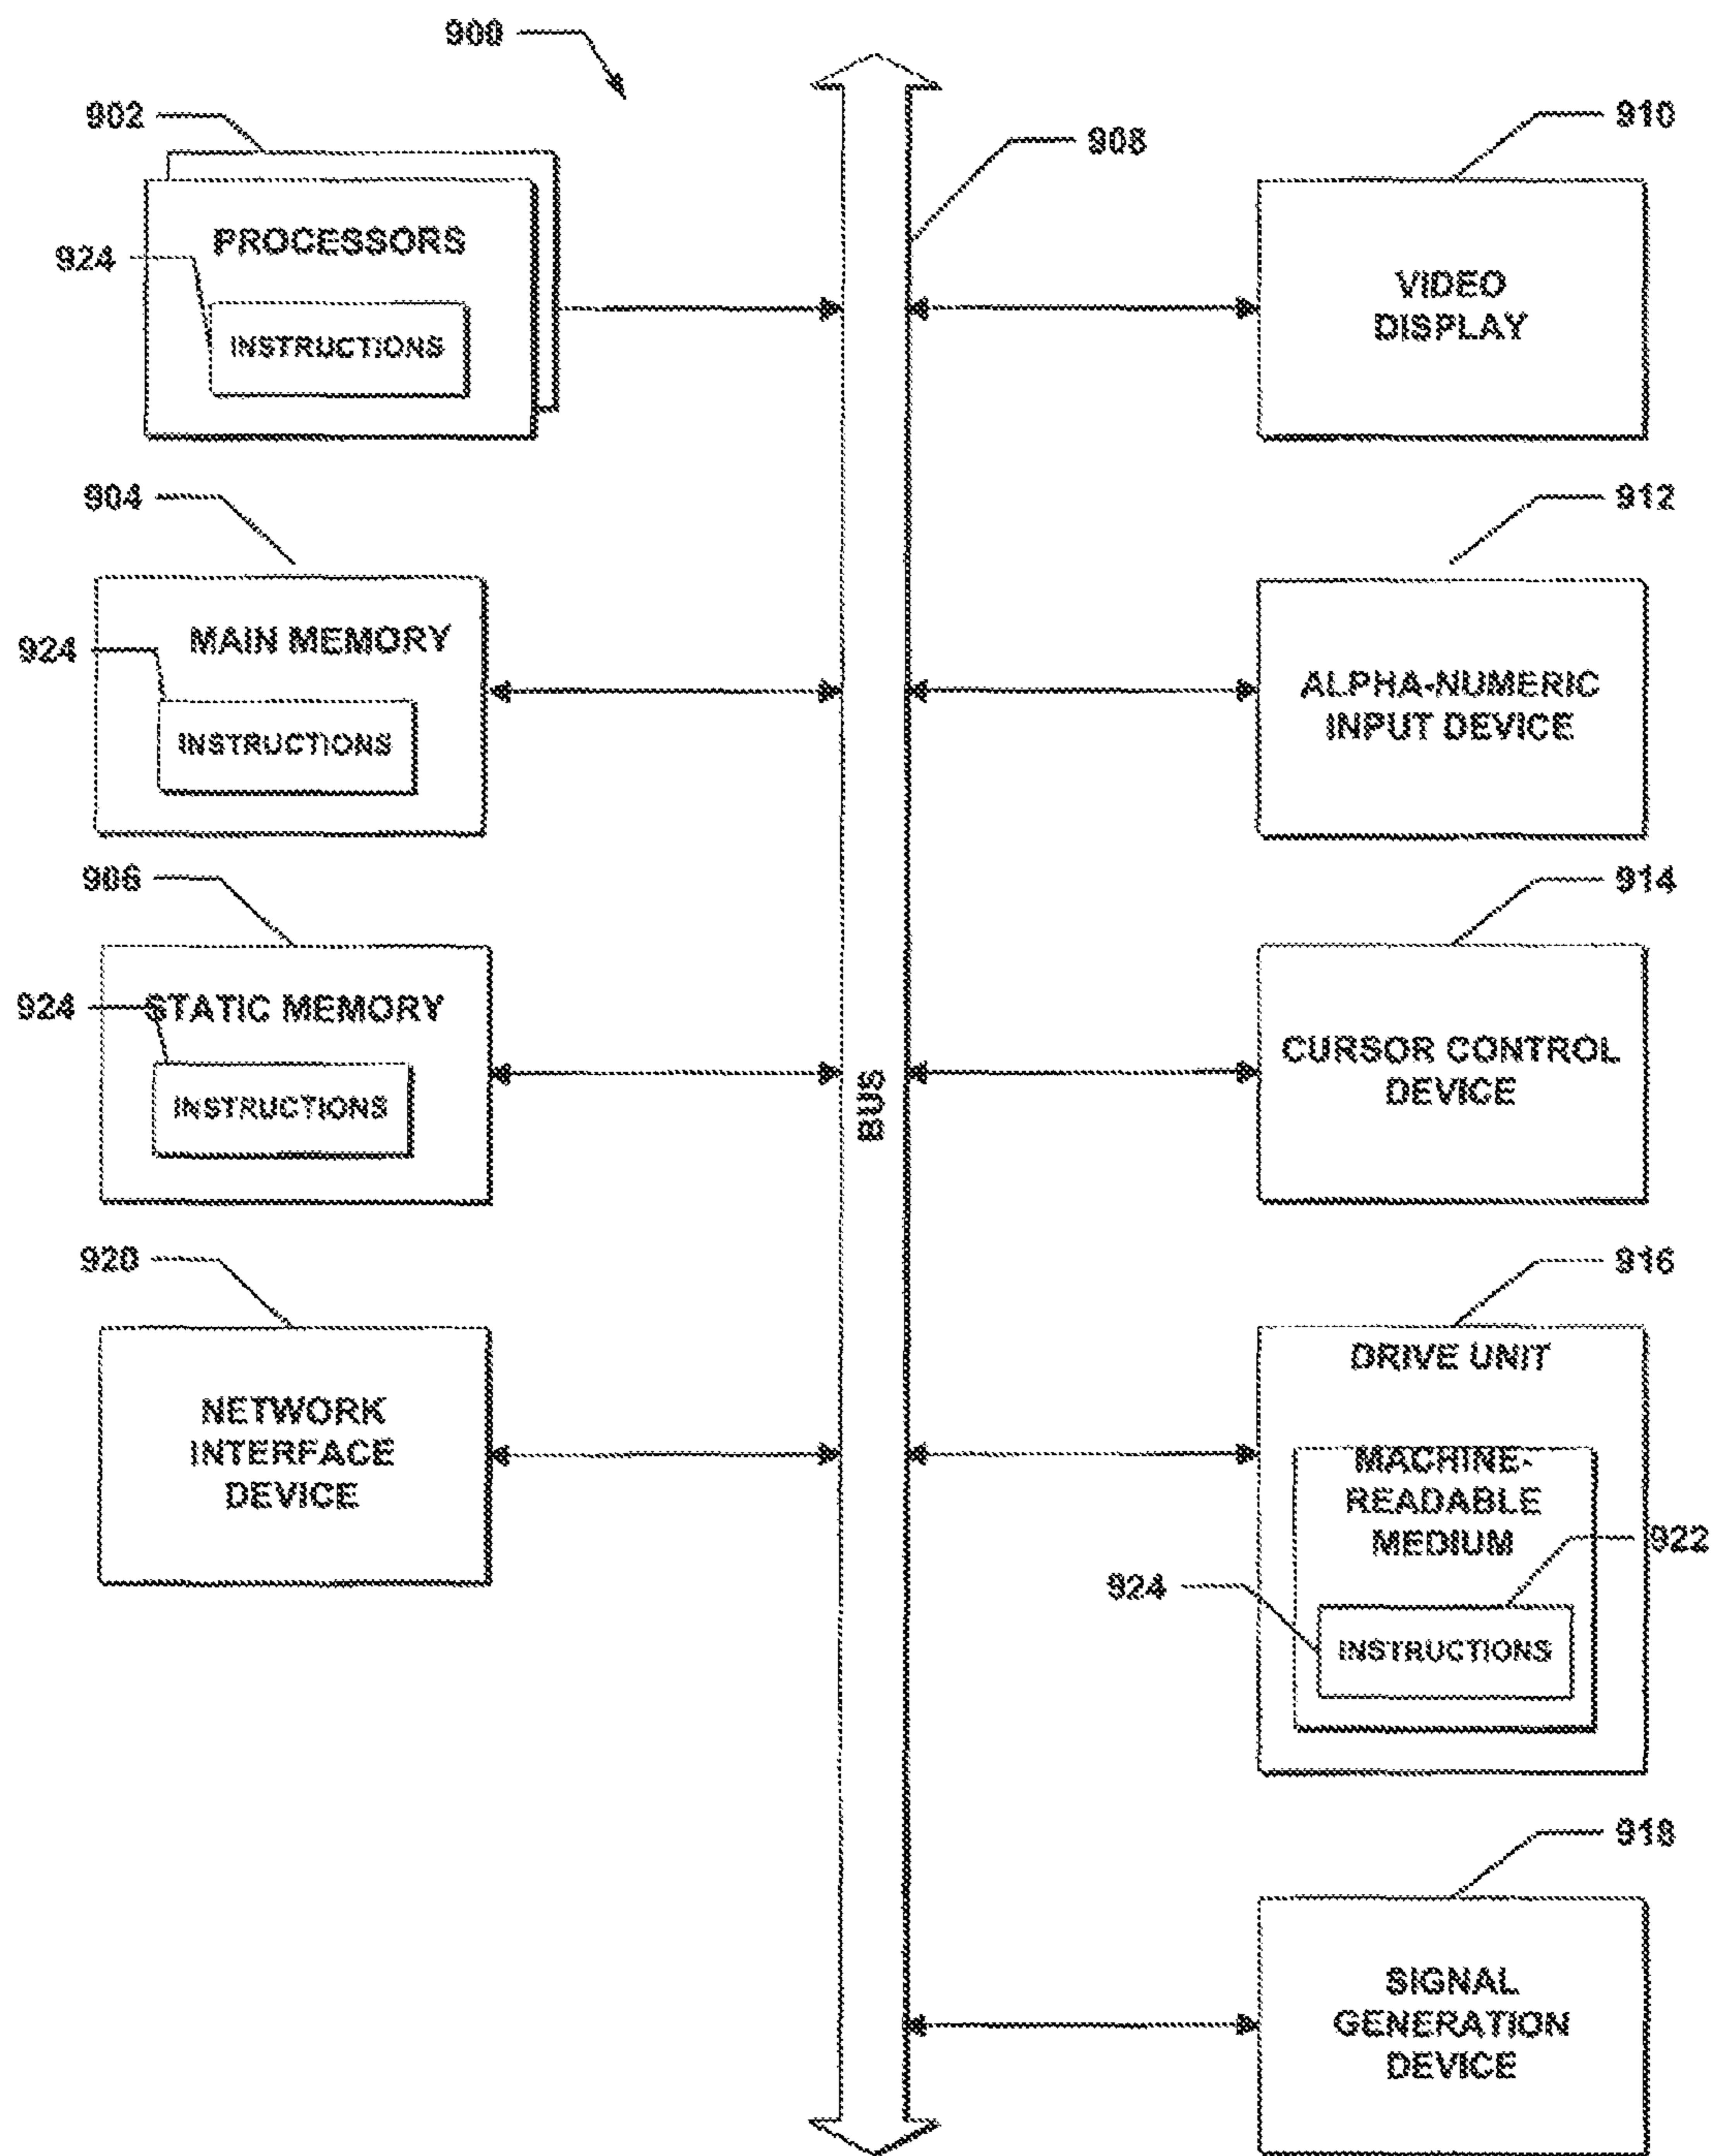 900
902
908
910
PROCESSORS
924
INSTRUCTIONS
VIDEO
DISPLAY
904
912
MAIN MEMORY
924
INSTRUCTIONS
ALPHA-NUMERIC
INPUT DEVICE
906
914
STATIC MEMORY
924
INSTRUCTIONS
CURSOR CONTROL
DEVICE
BUS
920
916
NETWORK
INTERFACE
DEVICE
DRIVE UNIT
MACHINE-
READABLE
MEDIUM
922
924
INSTRUCTIONS
918
SIGNAL
GENERATION
DEVICE